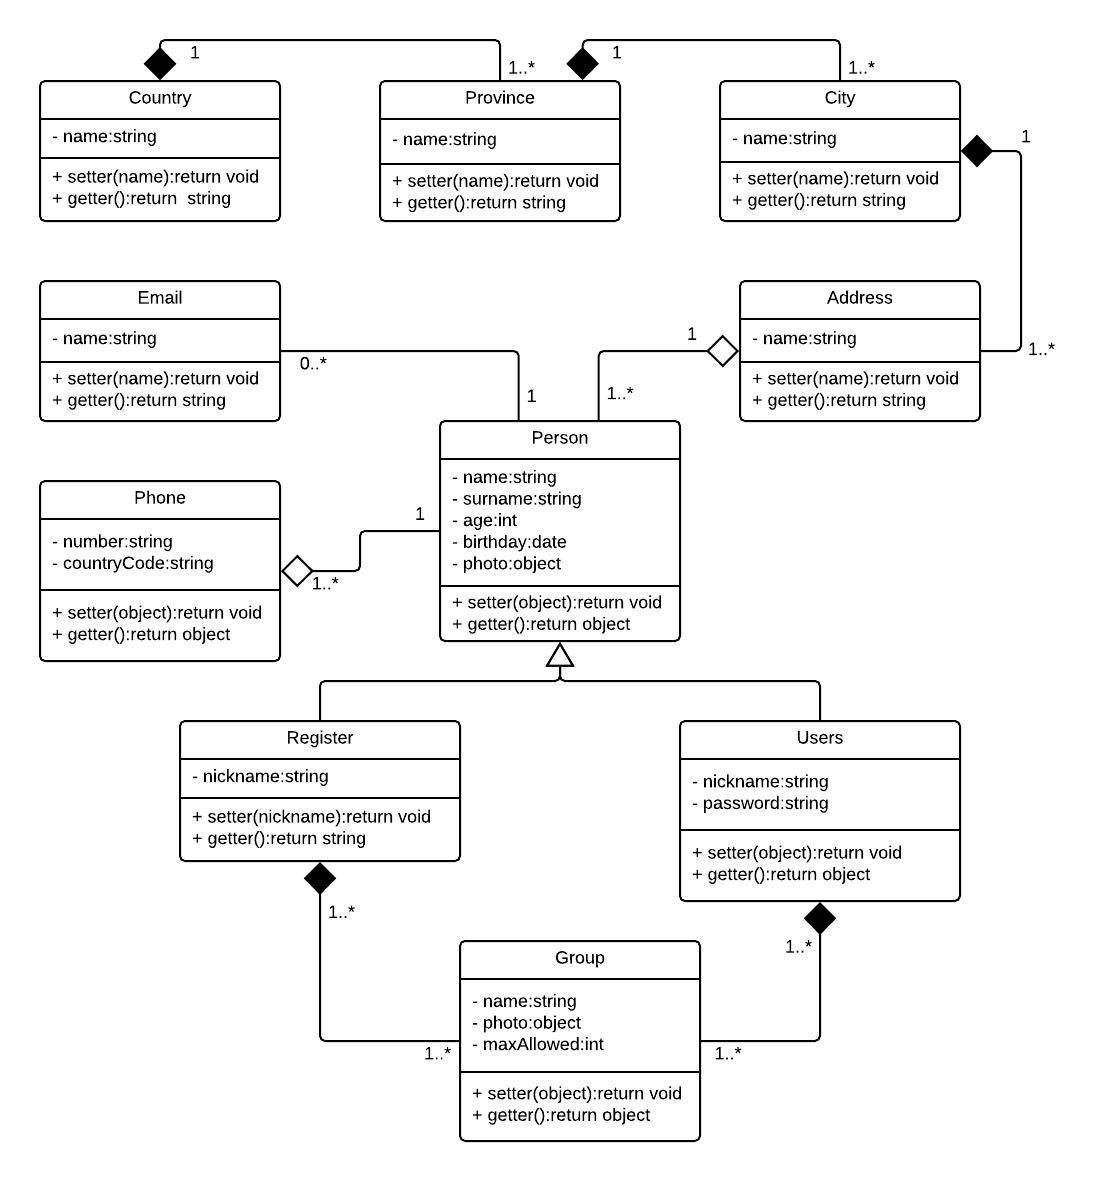 1
1..*
1
1..*
Country
- name:string
+ setter(name):return void
+ getter():return  string
Province
- name:string
+ setter(name):return void
+ getter():return string
City
- name:string
+ setter(name):return void
+ getter():return string
1
1..*
Email
- name:string
+ setter(name):return void
+ getter():return string
0..*
1
Address
- name:string
+ setter(name):return void
+ getter():return string
1
1..*
Person
- name:string
- surname:string
- age:int
- birthday:date
- photo:object
+ setter(object):return void
+ getter():return object
Phone
- number:string
- countryCode:string
+ setter(object):return void
+ getter():return object
1
1..*
Register
- nickname:string
+ setter(nickname):return void
+ getter():return string
Users
- nickname:string
- password:string
+ setter(object):return void
+ getter():return object
1..*
1..*
Group
- name:string
- photo:object
- maxAllowed:int
+ setter(object):return void
+ getter():return object
1..*
1..*